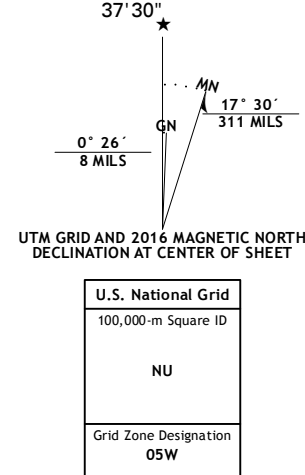 37'30"
★
MN
17° 30´
311 MILS
GN
0° 26´
8 MILS
UTM GRID AND 2016 MAGNETIC NORTH
DECLINATION AT CENTER OF SHEET
U.S. National Grid
100,000-m Square ID
NU
Grid Zone Designation
05W